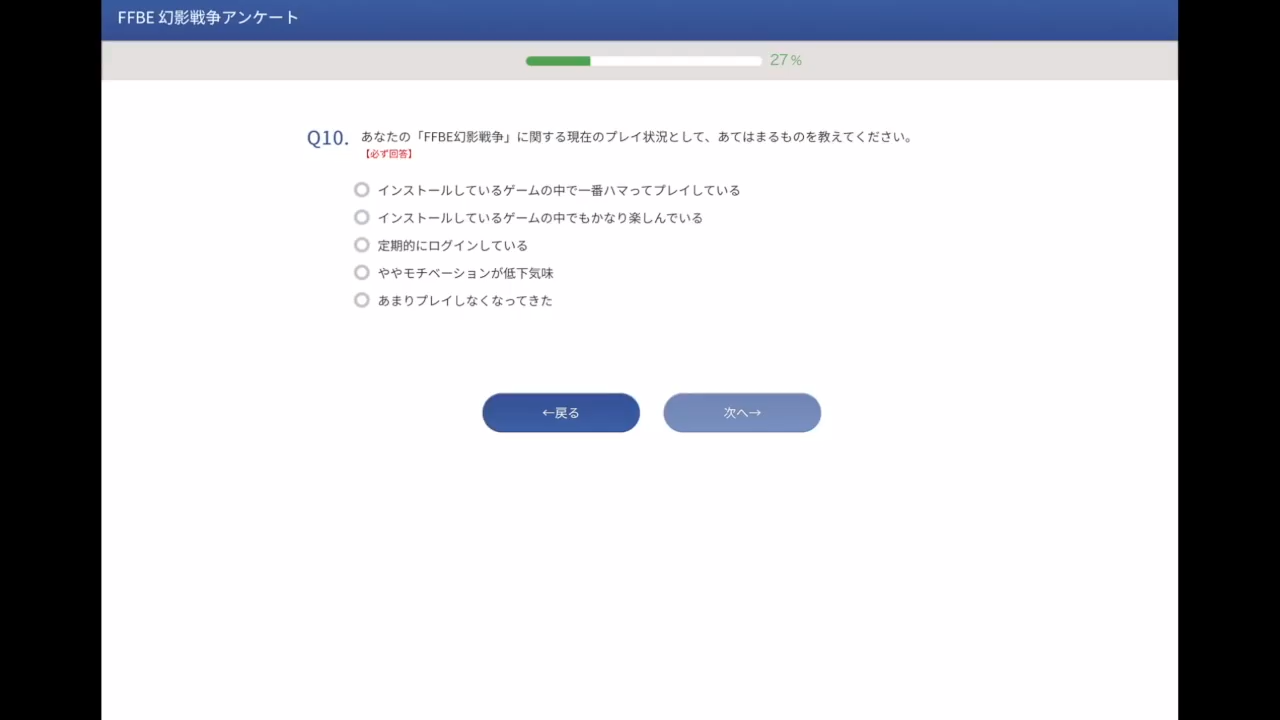 FFBE 幻影戦争アンケート
27%
Q10. あなたの「FFBE幻影戦争」に関する現在のプレイ状況として、あてはまるものを教えてください。
【必ず回答】
インストールしているゲームの中で一番ハマってプレイしている
インストールしているゲームの中でもかなり楽しんでいる
定期的にログインしている
ややモチベーションが低下気味
あまりプレイしなくなってきた
←戻る 次へ→